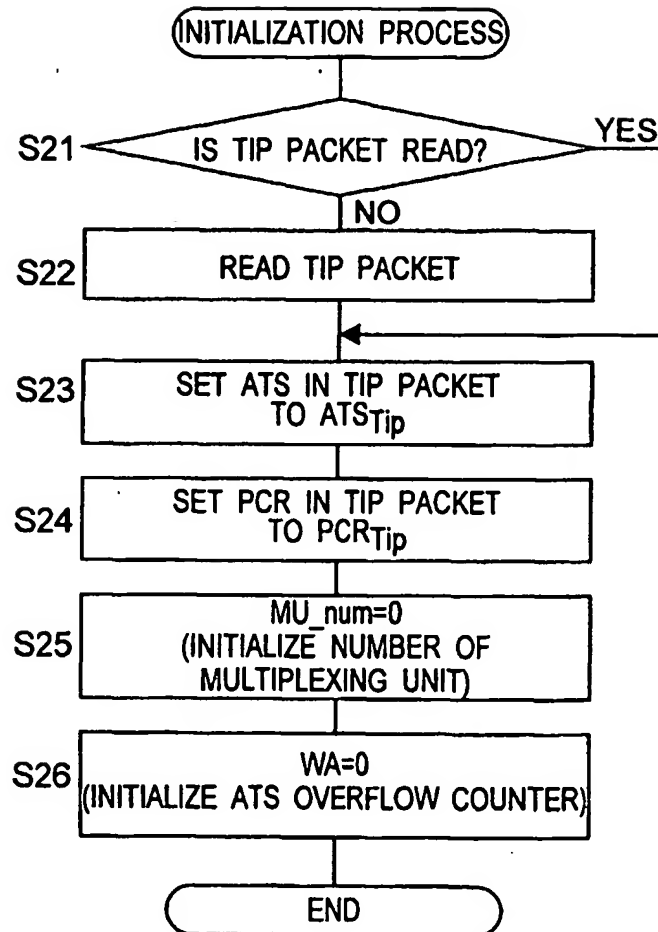 INITIALIZATION PROCESS
S21
IS TIP PACKET READ?
YES
NO
S22
READ TIP PACKET
S23
SET ATS IN TIP PACKET
TO ATSTip
S24
SET PCR IN TIP PACKET
TO PCRTip
S25
MU_num=0
(INITIALIZE NUMBER OF
MULTIPLEXING UNIT)
S26
WA=0
(INITIALIZE ATS OVERFLOW COUNTER)
END